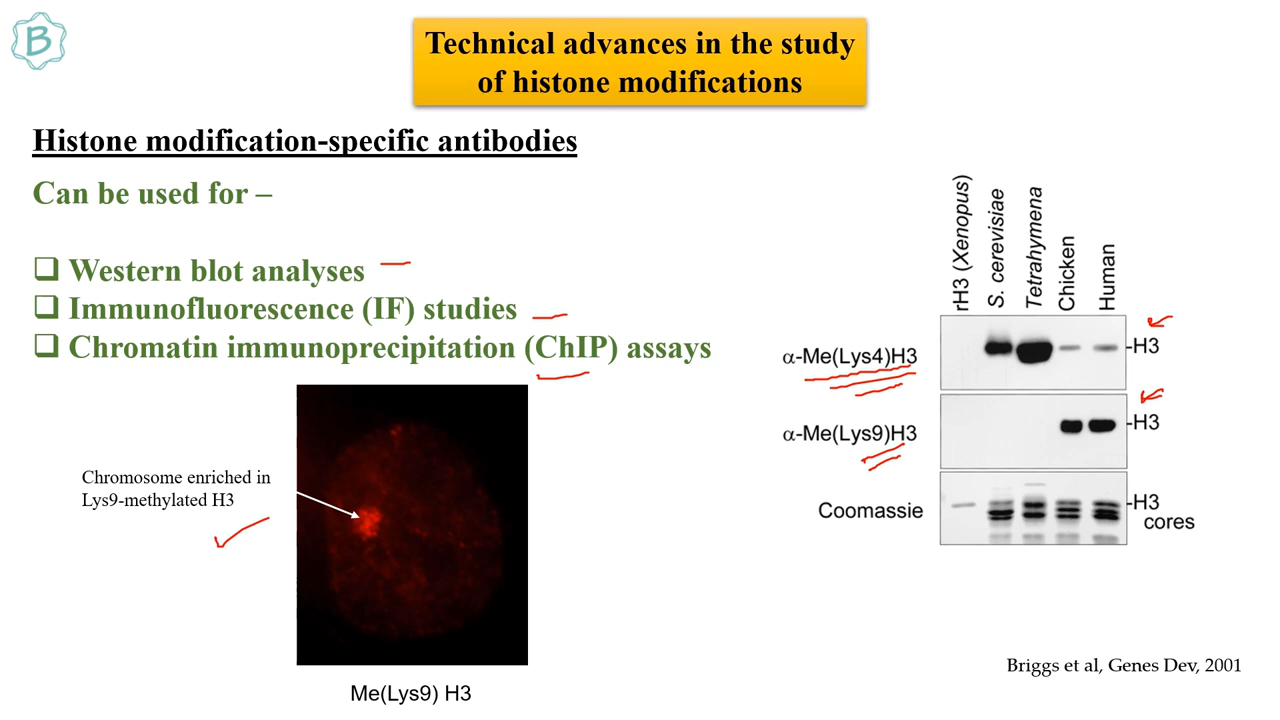 B
Technical advances in the study
of histone modifications
Histone modification-specific antibodies
Can be used for –
❑ Western blot analyses
❑ Immunofluorescence (IF) studies
❑ Chromatin immunoprecipitation (ChIP) assays
Chromosome enriched in
Lys9-methylated H3
Me(Lys9) H3
rH3 (Xenopus)
S. cerevisiae
Tetrahymena
Chicken
Human
α-Me(Lys4)H3
-H3
α-Me(Lys9)H3
-H3
Coomassie
-H3
cores
Briggs et al, Genes Dev, 2001